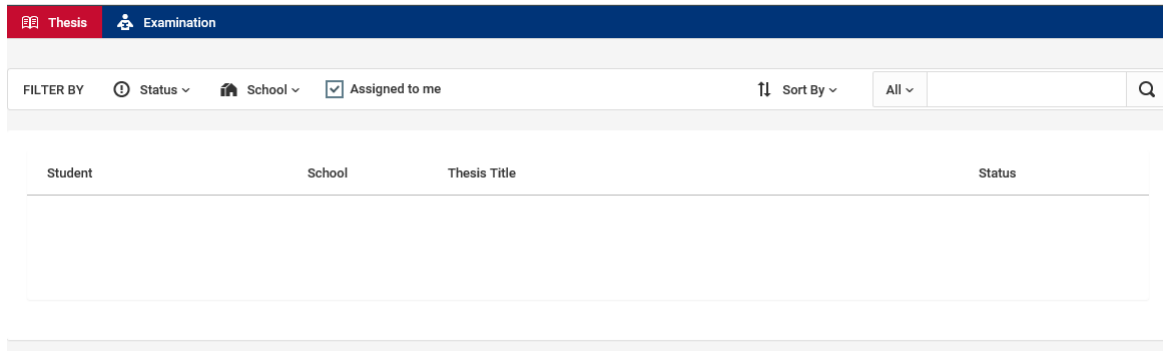 Thesis Examination
FILTER BY Status School Assigned to me Sort By All
Student School Thesis Title Status